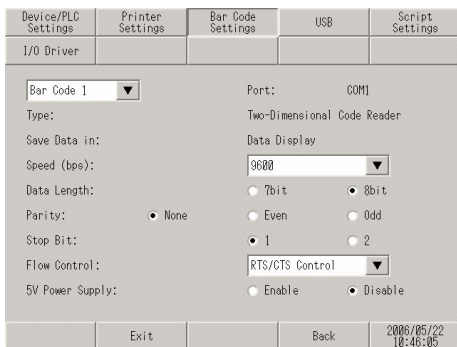 Device/PLC Settings Printer Settings Bar Code Settings USB Script Settings
I/O Driver
Bar Code 1 Port: COM1
Type: Two-Dimensional Code Reader
Save Data in: Data Display
Speed (bps): 9600
Data Length: 7bit 8bit
Parity: None Even Odd
Stop Bit: 1 2
Flow Control: RTS/CTS Control
5V Power Supply: Enable Disable
Exit Back 2006/05/22 10:46:05